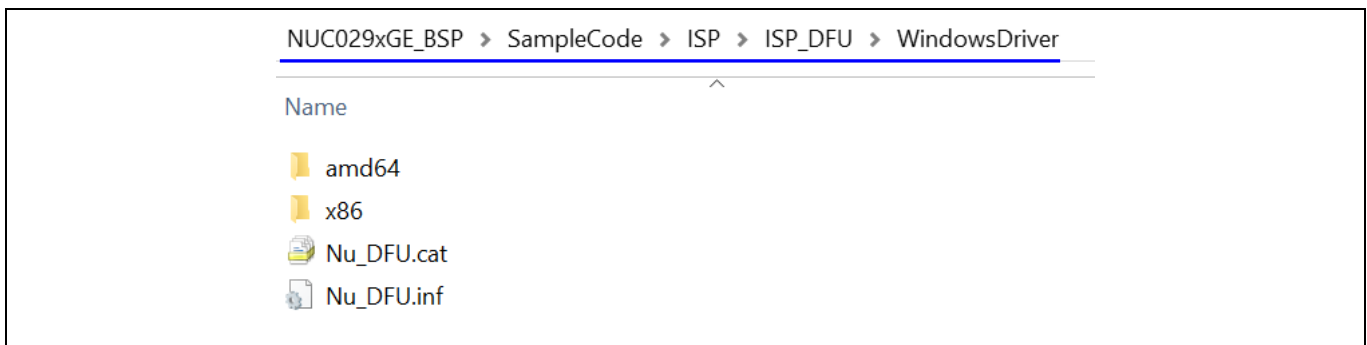 NUC029xGE_BSP > SampleCode > ISP > ISP_DFU > WindowsDriver
Name
amd64
x86
Nu_DFU.cat
Nu_DFU.inf